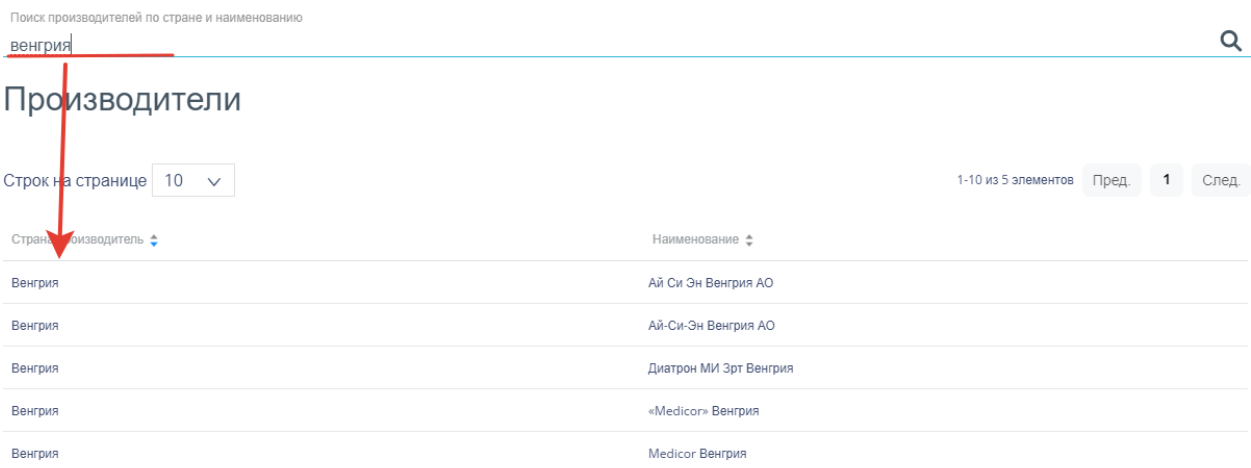 Поиск производителей по стране и наименованию
венгрия
Производители
Строк на странице 10
1-10 из 5 элементов Пред. 1 След.
Страна производитель Наименование
Венгрия Ай Си Эн Венгрия АО
Венгрия Ай-Си-Эн Венгрия АО
Венгрия Диатрон МИ Зрт Венгрия
Венгрия «Medicor» Венгрия
Венгрия Medicor Венгрия